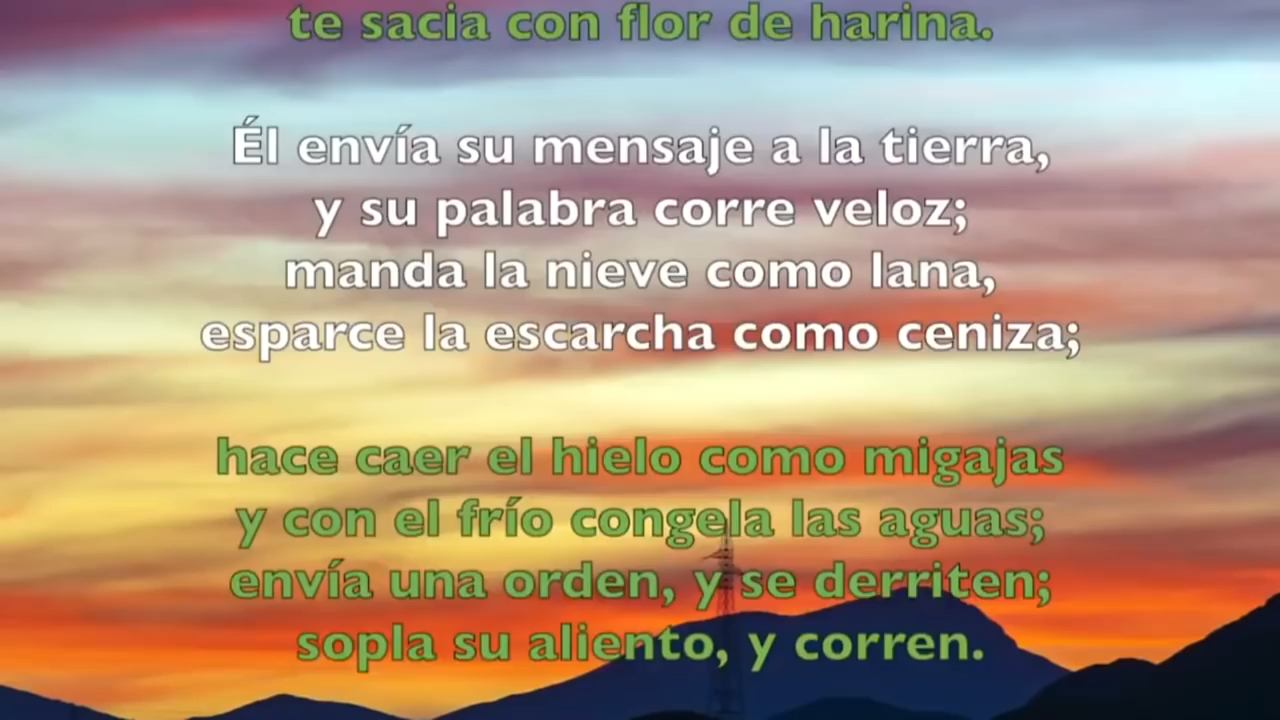 te sacia con flor de harina.
Él envía su mensaje a la tierra,
y su palabra corre veloz;
manda la nieve como lana,
esparce la escarcha como ceniza;
hace caer el hielo como migajas
y con el frío congela las aguas;
envía una orden, y se derriten;
sopla su aliento, y corren.